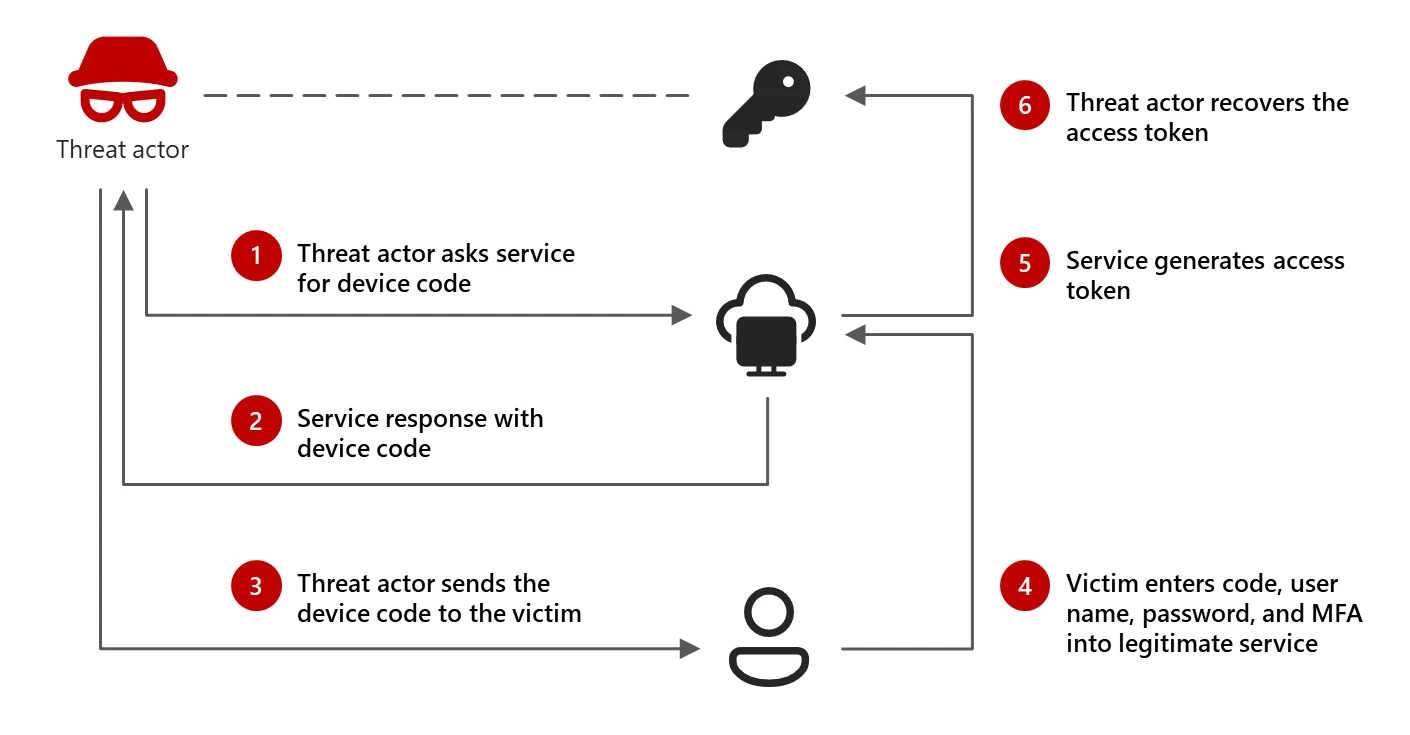 Threat actor
1
Threat actor asks service
for device code
2
Service response with
device code
3
Threat actor sends the
device code to the victim
4
Victim enters code, user
name, password, and MFA
into legitimate service
5
Service generates access
token
6
Threat actor recovers the
access token